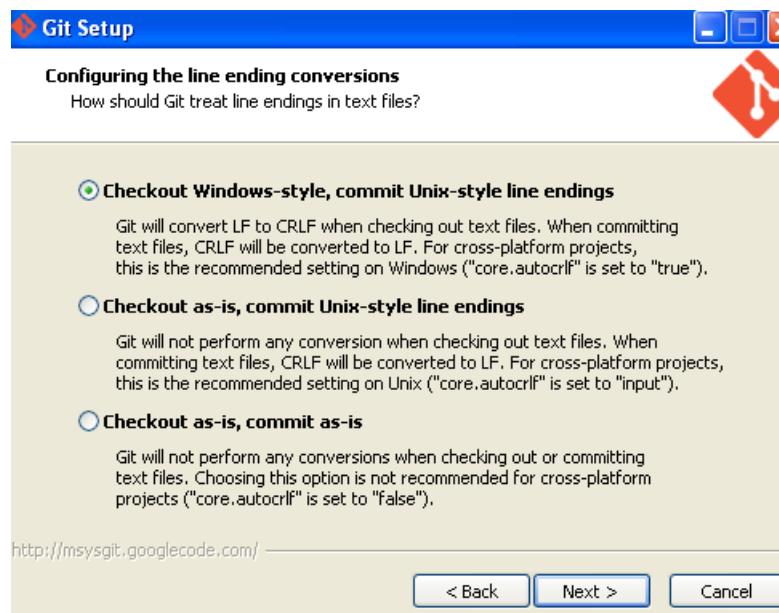 Git Setup
Configuring the line ending conversions
How should Git treat line endings in text files?
Checkout Windows-style, commit Unix-style line endings
Git will convert LF to CRLF when checking out text files. When committing
text files, CRLF will be converted to LF. For cross-platform projects,
this is the recommended setting on Windows ("core.autocrlf" is set to "true").
Checkout as-is, commit Unix-style line endings
Git will not perform any conversion when checking out text files. When
committing text files, CRLF will be converted to LF. For cross-platform projects,
this is the recommended setting on Unix ("core.autocrlf" is set to "input").
Checkout as-is, commit as-is
Git will not perform any conversions when checking out or committing
text files. Choosing this option is not recommended for cross-platform
projects ("core.autocrlf" is set to "false").
http://msysgit.googlecode.com/
< Back Next > Cancel